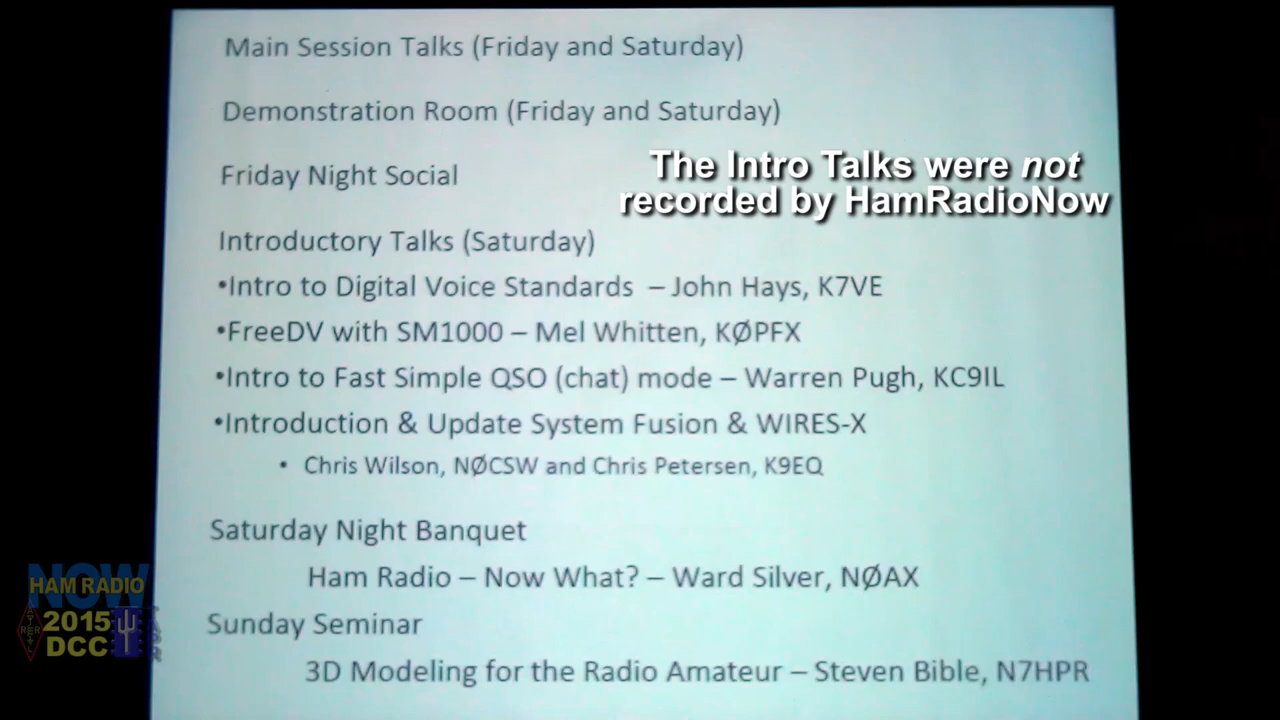 Main Session Talks (Friday and Saturday)
Demonstration Room (Friday and Saturday)
Friday Night Social
The Intro Talks were not
recorded by HamRadioNow
Introductory Talks (Saturday)
•Intro to Digital Voice Standards – John Hays, K7VE
•FreeDV with SM1000 – Mel Whitten, KØPFX
•Intro to Fast Simple QSO (chat) mode – Warren Pugh, KC9IL
•Introduction & Update System Fusion & WIRES-X
• Chris Wilson, NØCSW and Chris Petersen, K9EQ
Saturday Night Banquet
Ham Radio – Now What? – Ward Silver, NØAX
Sunday Seminar
3D Modeling for the Radio Amateur – Steven Bible, N7HPR
NOW
HAM RADIO
2015
DCC